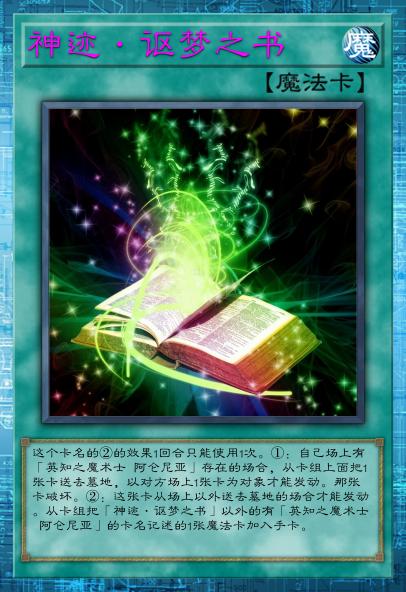 神迹·讴梦之书
魔
【魔法卡】
这个卡名的②的效果1回合只能使用1次。①：自己场上有
「英知之魔术士 阿仑尼亚」存在的场合，从卡组上面把1
张卡送去墓地，以对方场上1张卡为对象才能发动。那张
卡破坏。②：这张卡从场上以外送去墓地的场合才能发动
。从卡组把「神迹·讴梦之书」以外的有「英知之魔术士
阿仑尼亚」的卡名记述的1张魔法卡加入手卡。